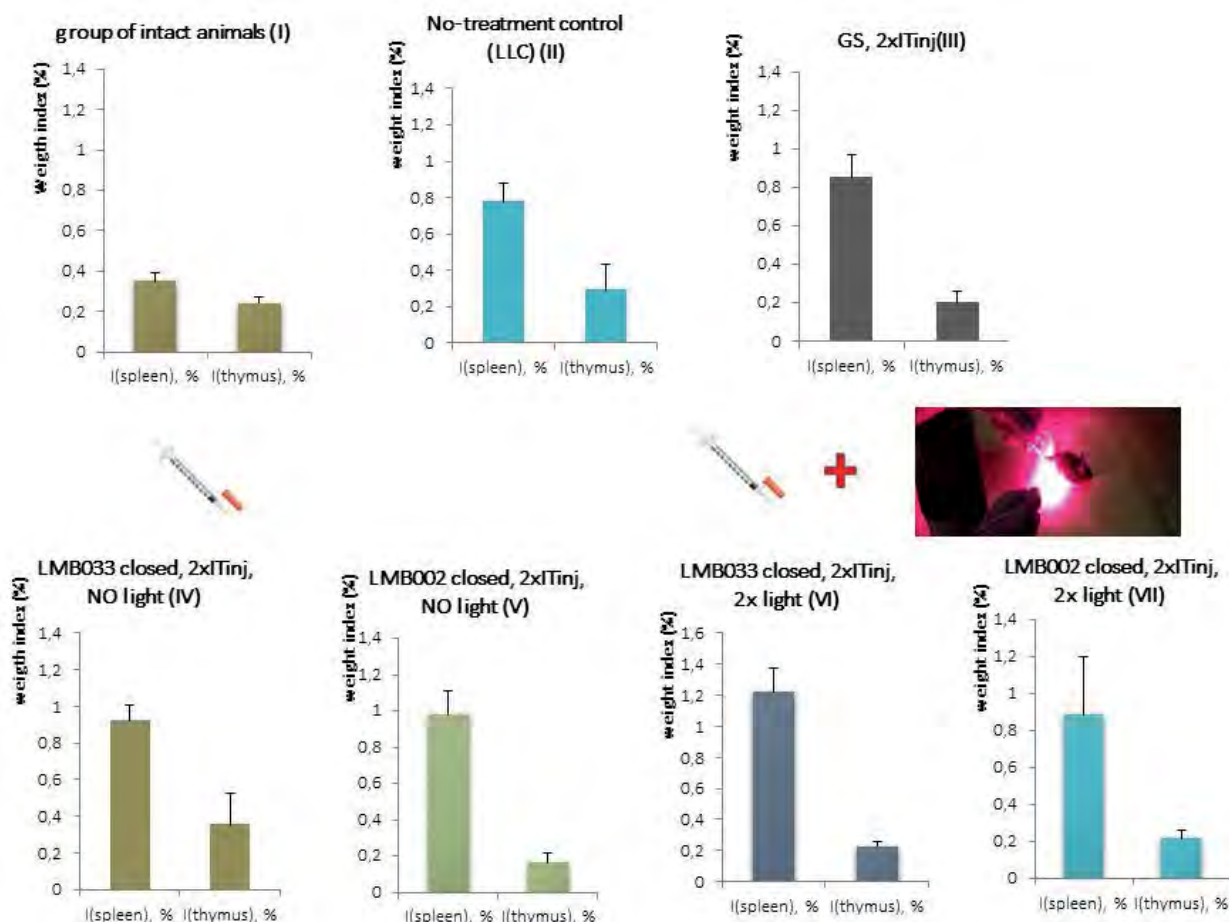 group of intact animals (I)
Weigth index (%)
1,4
1,2
1
0,8
0,6
0,4
0,2
0
I(spleen), % I(thymus), %
No-treatment control
(LLC) (II)
weight index (%)
1,4
1,2
1
0,8
0,6
0,4
0,2
0
I(spleen), % I(thymus), %
GS, 2xITinj(III)
weight index (%)
1,4
1,2
1
0,8
0,6
0,4
0,2
0
I(spleen), % I(thymus), %
LMB033 closed, 2xITinj,
NO light (IV)
weigth index (%)
1,4
1,2
1
0,8
0,6
0,4
0,2
0
I(spleen), % I(thymus), %
LMB002 closed, 2xITinj,
NO light (V)
weight index (%)
1,4
1,2
1
0,8
0,6
0,4
0,2
0
I(spleen), % I(thymus), %
LMB033 closed, 2xITinj,
2x light (VI)
weight index (%)
1,6
1,4
1,2
1
0,8
0,6
0,4
0,2
0
I(spleen), % I(thymus), %
LMB002 closed, 2xITinj,
2x light (VII)
weight index (%)
1,4
1,2
1
0,8
0,6
0,4
0,2
0
I(spleen), % I(thymus), %